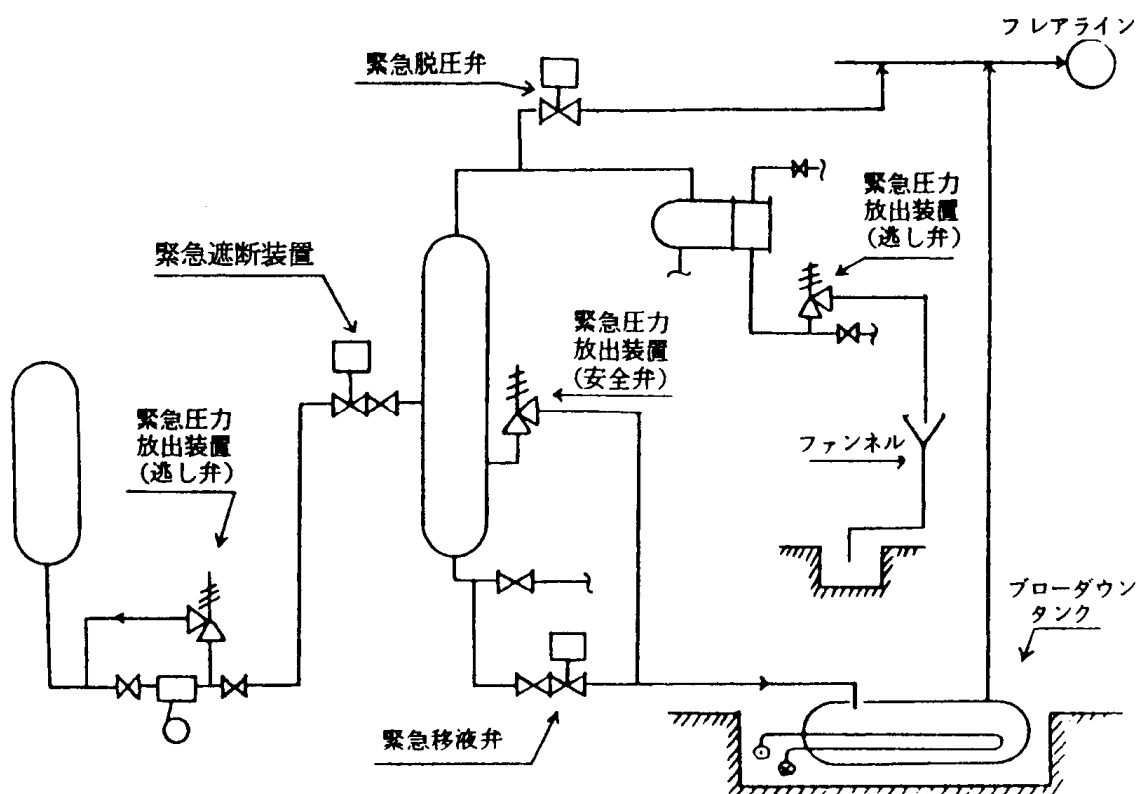 フレアライン
緊急脱圧弁
緊急圧力
放出装置
(逃し弁)
緊急遮断装置
緊急圧力
放出装置
(安全弁)
緊急圧力
放出装置
(逃し弁)
ファンネル
ブローダウン
タンク
緊急移液弁